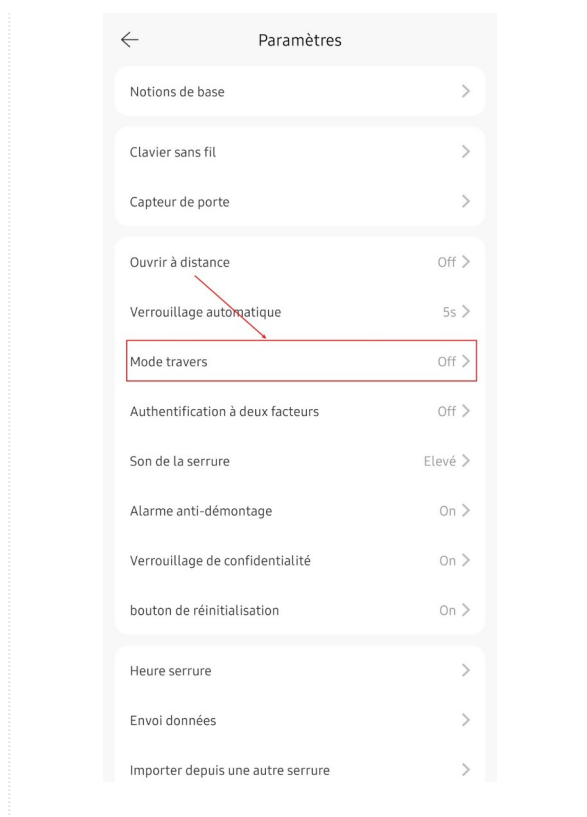 Paramètres
Notions de base
Clavier sans fil
Capteur de porte
Ouvrir à distance Off
Verrouillage automatique 5s
Mode travers Off
Authentification à deux facteurs Off
Son de la serrure Elevé
Alarme anti-démontage On
Verrouillage de confidentialité On
bouton de réinitialisation On
Heure serrure
Envoi données
Importer depuis une autre serrure